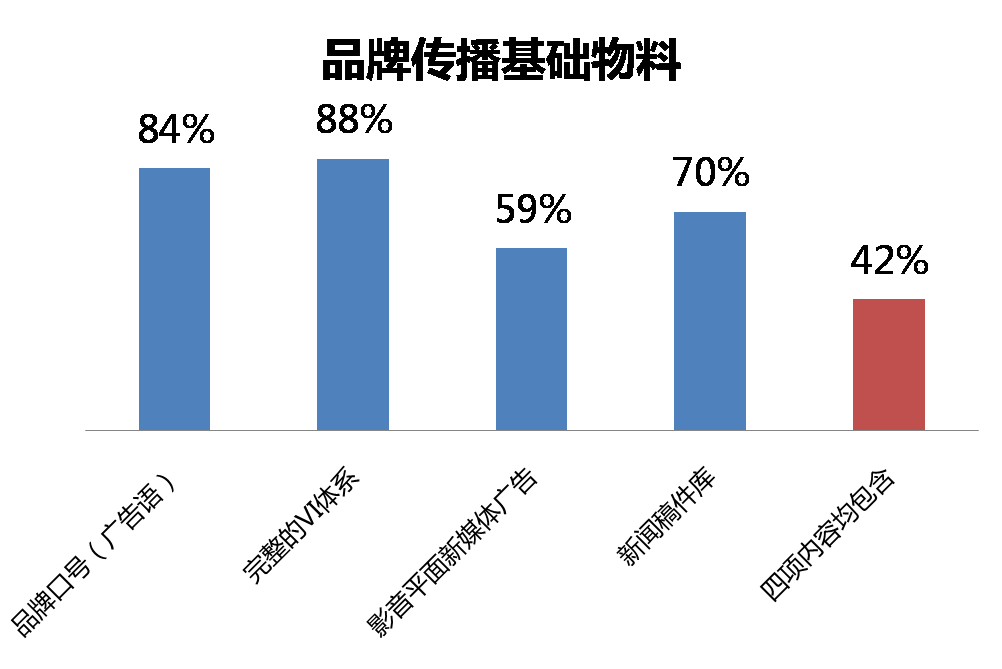 品牌传播基础物料
84%
88%
59%
70%
42%
品牌口号（广告语）
完整的VI体系
影音平面新媒体广告
新闻稿件库
四项内容均包含